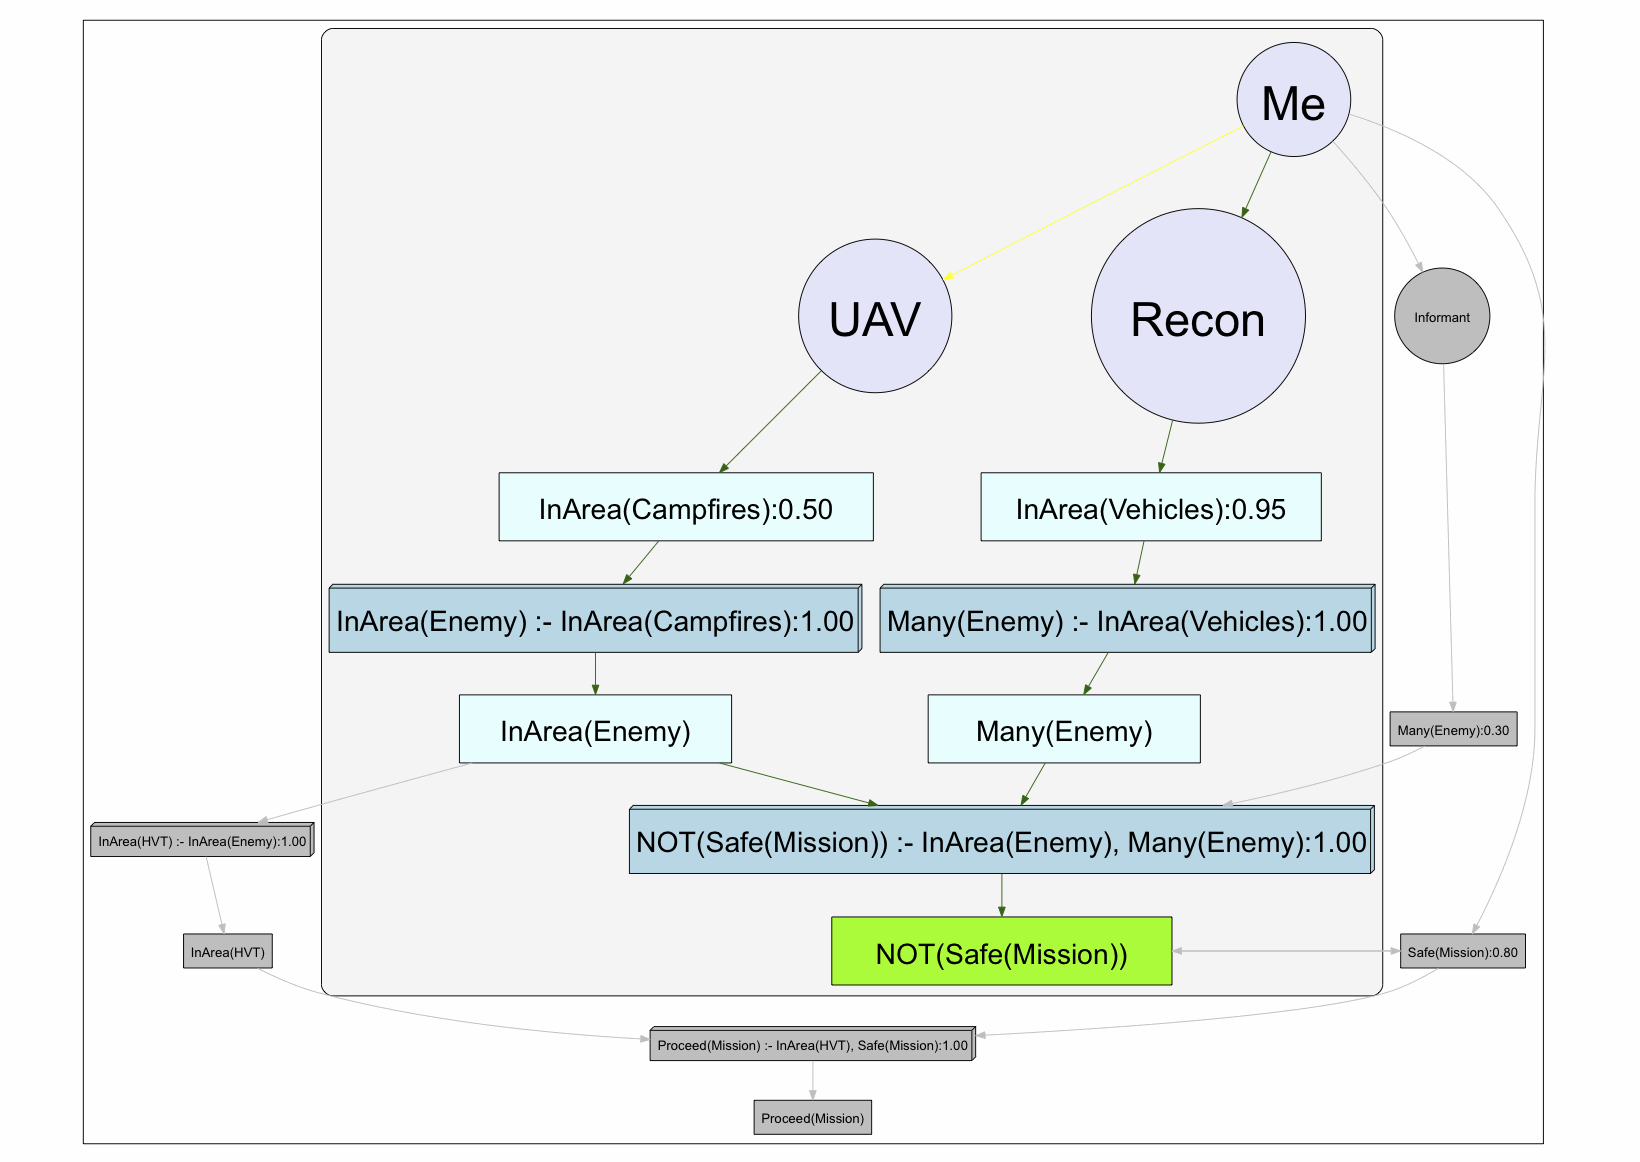 Me
UAV
Recon
Informant
InArea(Campfires):0.50
InArea(Vehicles):0.95
InArea(Enemy) :- InArea(Campfires):1.00
Many(Enemy) :- InArea(Vehicles):1.00
InArea(Enemy)
Many(Enemy)
Many(Enemy):0.30
InArea(HVT) :- InArea(Enemy):1.00
NOT(Safe(Mission)) :- InArea(Enemy), Many(Enemy):1.00
InArea(HVT)
NOT(Safe(Mission))
Safe(Mission):0.80
Proceed(Mission) :- InArea(HVT), Safe(Mission):1.00
Proceed(Mission)